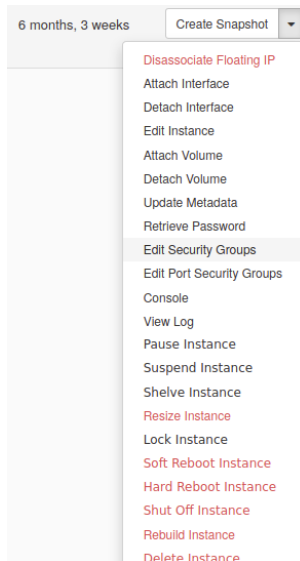 6 months, 3 weeks
Create Snapshot
Disassociate Floating IP
Attach Interface
Detach Interface
Edit Instance
Attach Volume
Detach Volume
Update Metadata
Retrieve Password
Edit Security Groups
Edit Port Security Groups
Console
View Log
Pause Instance
Suspend Instance
Shelve Instance
Resize Instance
Lock Instance
Soft Reboot Instance
Hard Reboot Instance
Shut Off Instance
Rebuild Instance
Delete Instance